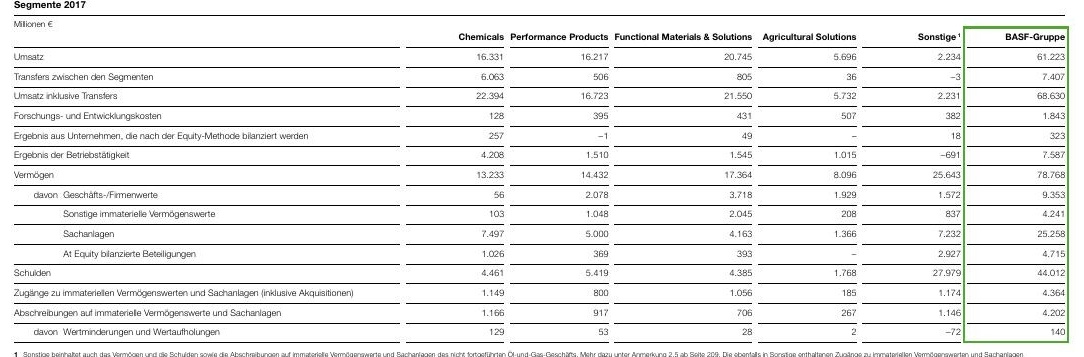 Segmente 2017
Millionen €
Chemicals Performance Products Functional Materials & Solutions Agricultural Solutions Sonstige ¹ BASF-Gruppe
Umsatz 16.331 16.217 20.745 5.696 2.234 61.223
Transfers zwischen den Segmenten 6.063 506 805 36 –3 7.407
Umsatz inklusive Transfers 22.394 16.723 21.550 5.732 2.231 68.630
Forschungs- und Entwicklungskosten 128 395 431 507 382 1.843
Ergebnis aus Unternehmen, die nach der Equity-Methode bilanziert werden 257 –1 49 – 18 323
Ergebnis der Betriebstätigkeit 4.208 1.510 1.545 1.015 –691 7.587
Vermögen 13.233 14.432 17.364 8.096 25.643 78.768
davon Geschäfts-/Firmenwerte 56 2.078 3.718 1.929 1.572 9.353
Sonstige immaterielle Vermögenswerte 103 1.048 2.045 208 837 4.241
Sachanlagen 7.497 5.000 4.163 1.366 7.232 25.258
At Equity bilanzierte Beteiligungen 1.026 369 393 – 2.927 4.715
Schulden 4.461 5.419 4.385 1.768 27.979 44.012
Zugänge zu immateriellen Vermögenswerten und Sachanlagen (inklusive Akquisitionen) 1.149 800 1.056 185 1.174 4.364
Abschreibungen auf immaterielle Vermögenswerte und Sachanlagen 1.166 917 706 267 1.146 4.202
davon Wertminderungen und Wertaufholungen 129 53 28 2 –72 140
1 Sonstige beinhaltet auch das Vermögen und die Schulden sowie die Abschreibungen auf immaterielle Vermögenswerte und Sachanlagen des nicht fortgeführten Öl-und-Gas-Geschäfts. Mehr dazu unter Anmerkung 2.5 ab Seite 209. Die ebenfalls in Sonstige enthaltenen Zugänge zu immateriellen Vermögenswerten und Sachanlagen